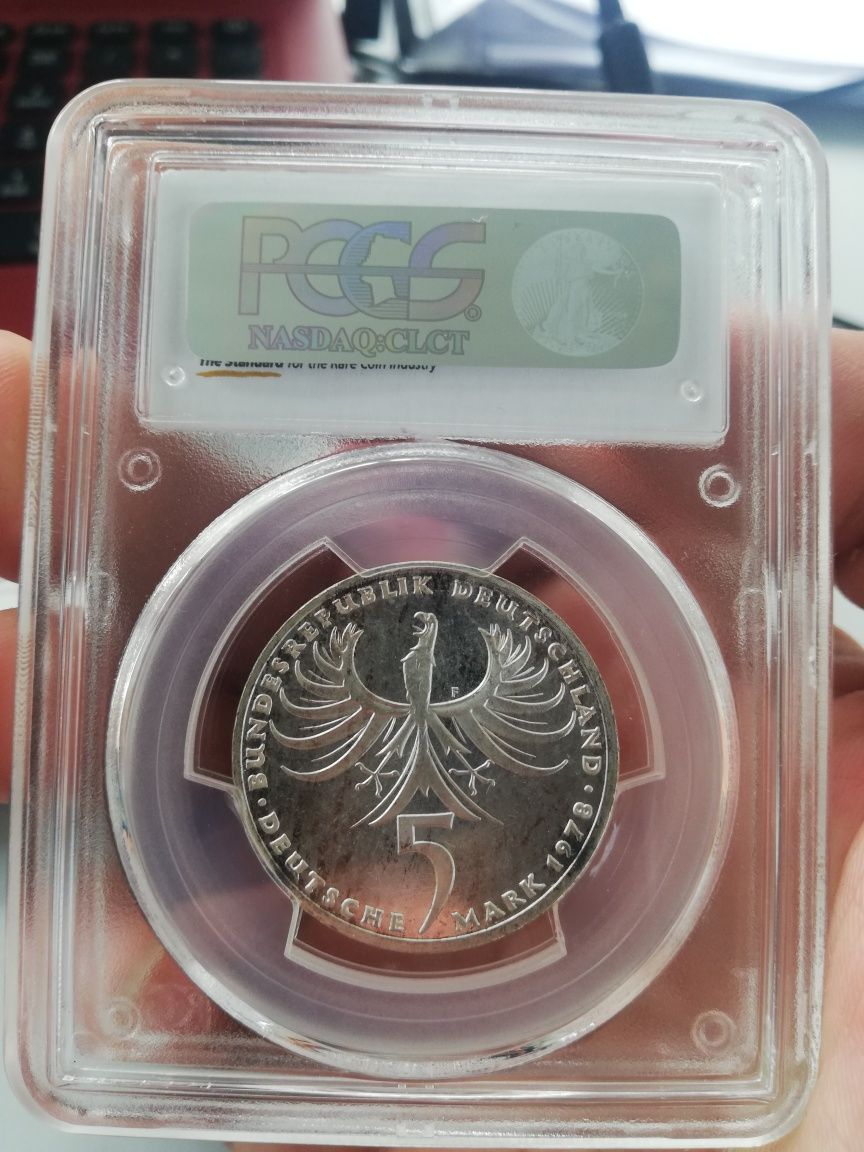 PCGS
NASDAQ:CLCT
The Standard for the Rare Coin Industry
BUNDESREPUBLIK DEUTSCHLAND
F
5
· DEUTSCHE MARK 1978 ·